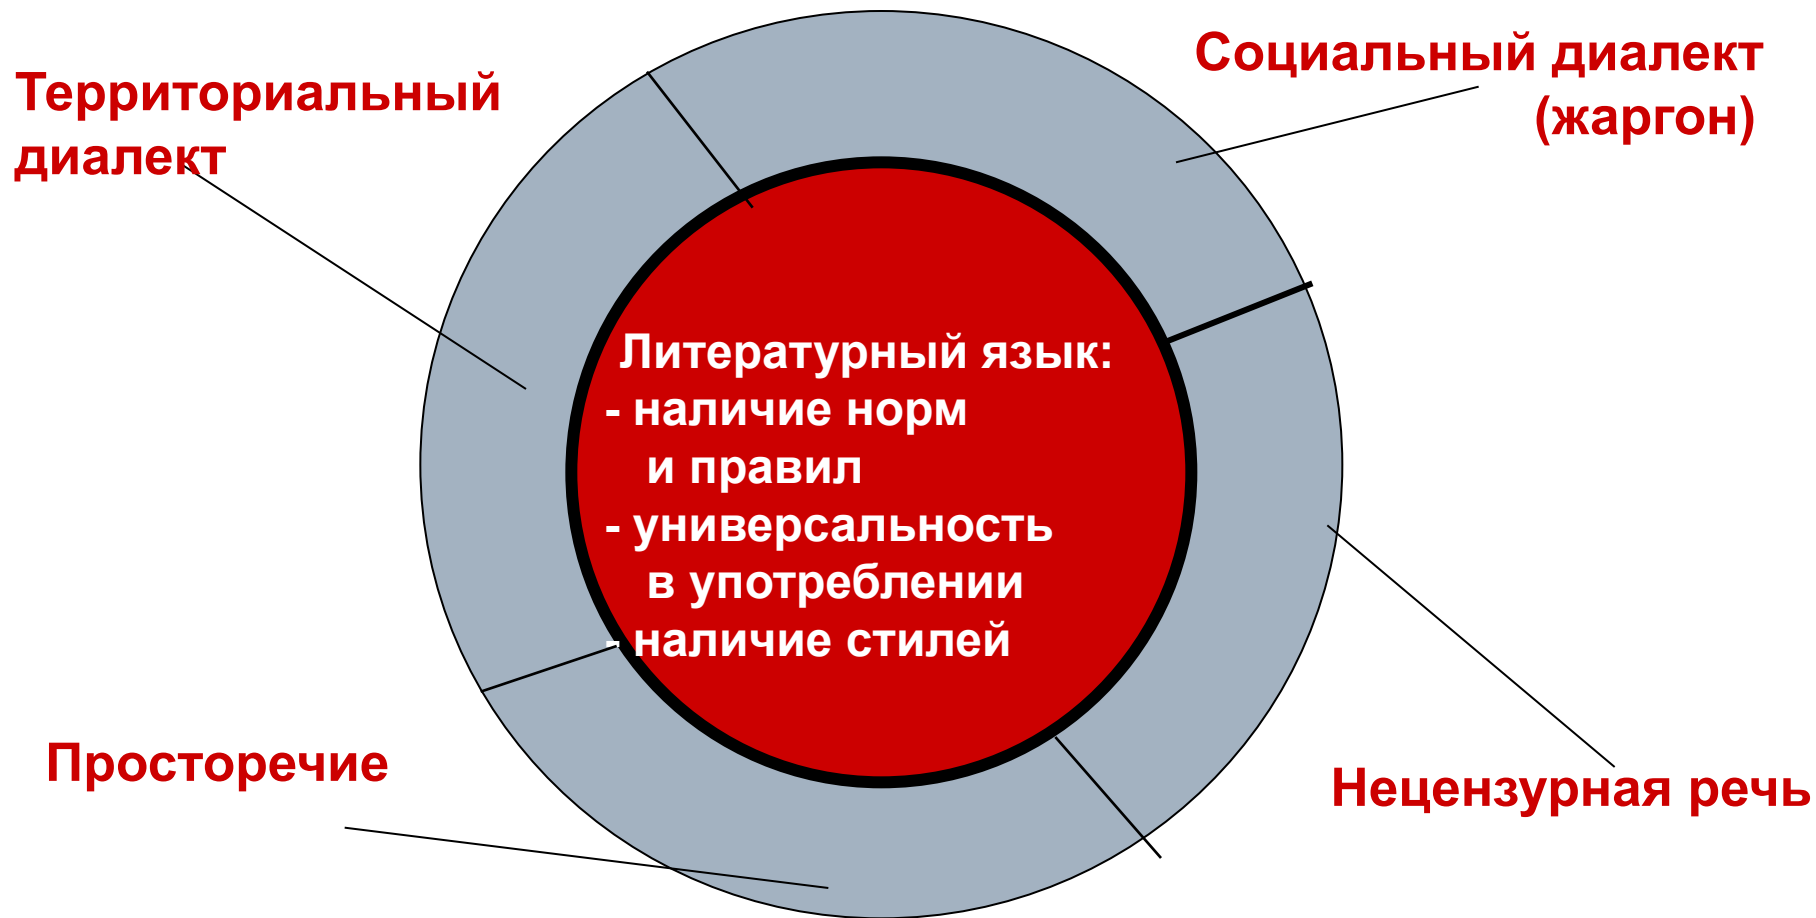 Территориальный
диалект
Социальный диалект
(жаргон)
Литературный язык:
- наличие норм
и правил
- универсальность
в употреблении
- наличие стилей
Просторечие
Нецензурная речь